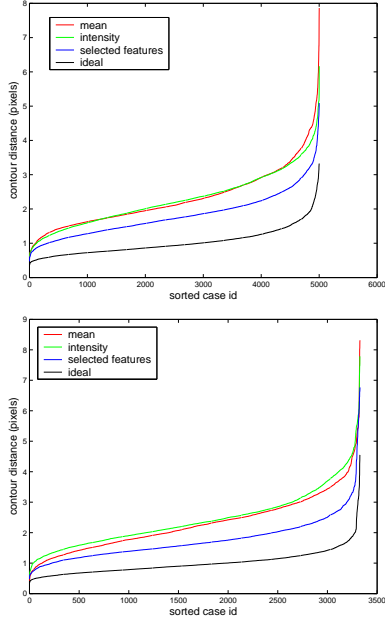 8
7
6
5
4
3
2
1
0
contour distance (pixels)
mean
intensity
selected features
ideal
0 1000 2000 3000 4000 5000 6000
sorted case id
9
8
7
6
5
4
3
2
1
0
contour distance (pixels)
mean
intensity
selected features
ideal
0 500 1000 1500 2000 2500 3000 3500
sorted case id